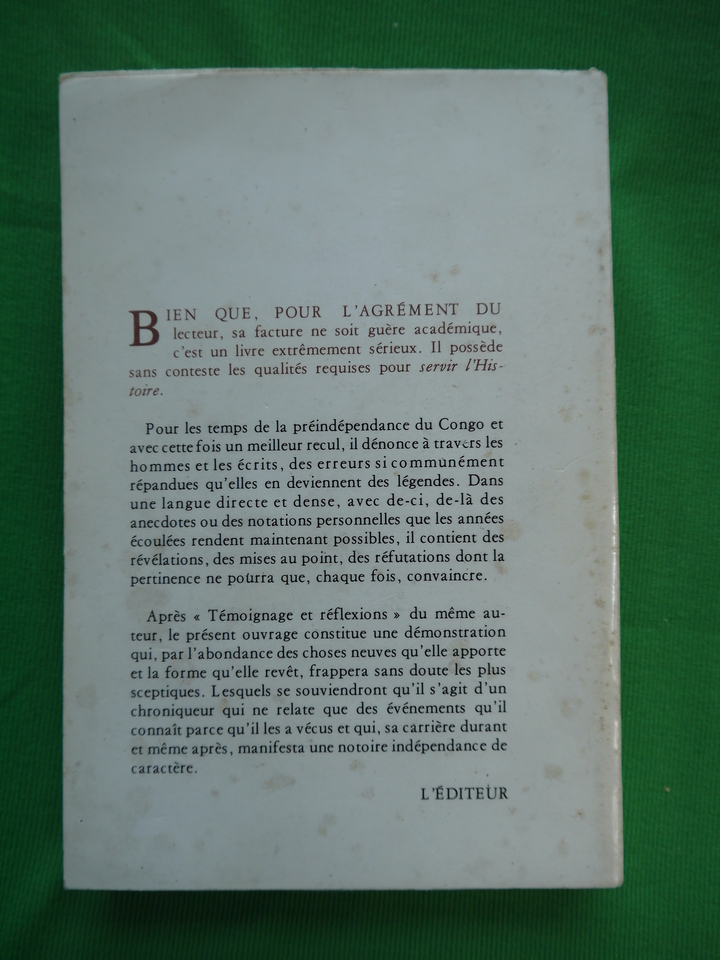 BIEN QUE, POUR L'AGRÉMENT DU
lecteur, sa facture ne soit guère académique,
c'est un livre extrêmement sérieux. Il possède
sans conteste les qualités requises pour servir l'His-
toire.
Pour les temps de la préindépendance du Congo et
avec cette fois un meilleur recul, il dénonce à travers les
hommes et les écrits, des erreurs si communément
répandues qu'elles en deviennent des légendes. Dans
une langue directe et dense, avec de-ci, de-là des
anecdotes ou des notations personnelles que les années
écoulées rendent maintenant possibles, il contient des
révélations, des mises au point, des réfutations dont la
pertinence ne pourra que, chaque fois, convaincre.
Après « Témoignage et réflexions » du même au-
teur, le présent ouvrage constitue une démonstration
qui, par l'abondance des choses neuves qu'elle apporte
et la forme qu'elle revêt, frappera sans doute les plus
sceptiques. Lesquels se souviendront qu'il s'agit d'un
chroniqueur qui ne relate que des événements qu'il
connaît parce qu'il les a vécus et qui, sa carrière durant
et même après, manifesta une notoire indépendance de
caractère.
L'ÉDITEUR